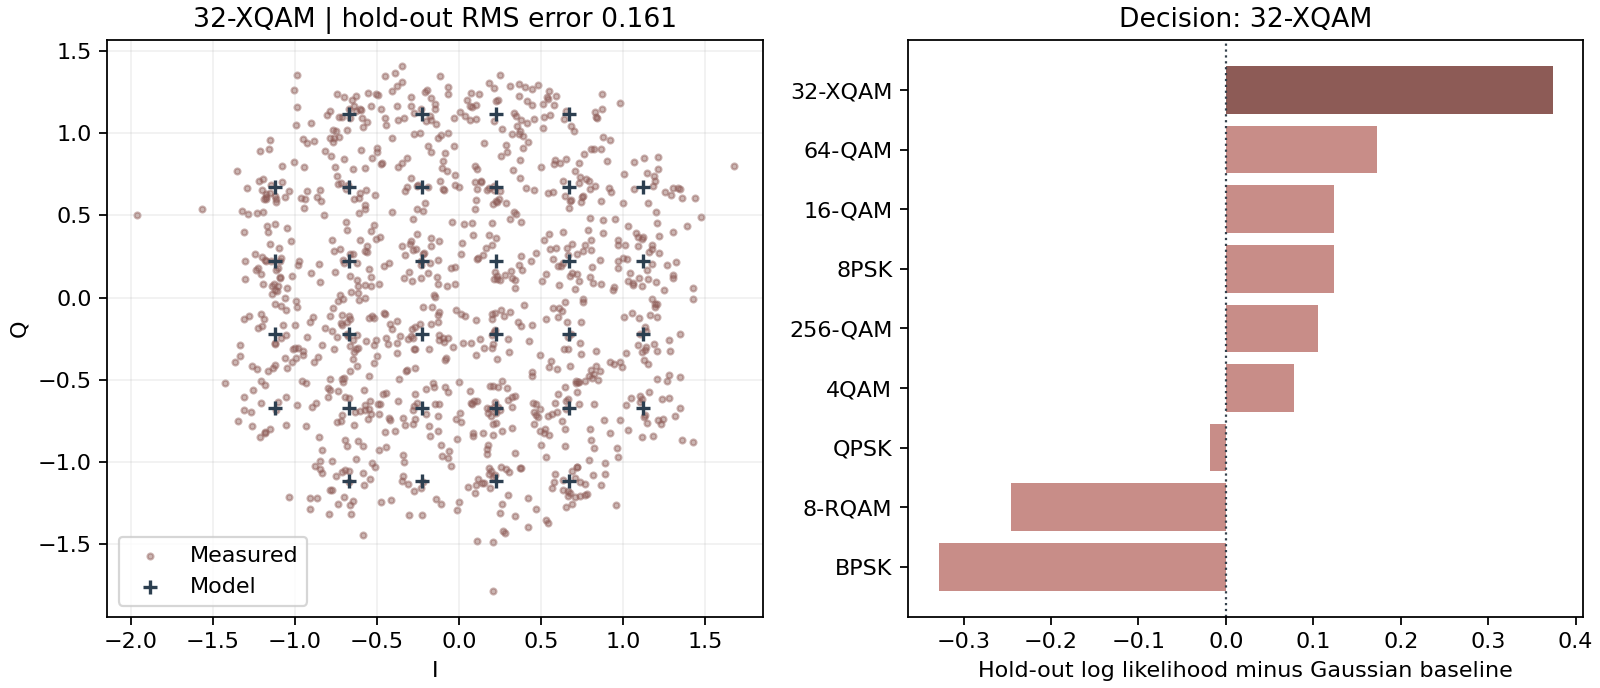 32-XQAM | hold-out RMS error 0.161
1.5
1.0
0.5
0.0
−0.5
−1.0
−1.5
Q
Measured
Model
−2.0 −1.5 −1.0 −0.5 0.0 0.5 1.0 1.5
I
Decision: 32-XQAM
32-XQAM
64-QAM
16-QAM
8PSK
256-QAM
4QAM
QPSK
8-RQAM
BPSK
−0.3 −0.2 −0.1 0.0 0.1 0.2 0.3 0.4
Hold-out log likelihood minus Gaussian baseline